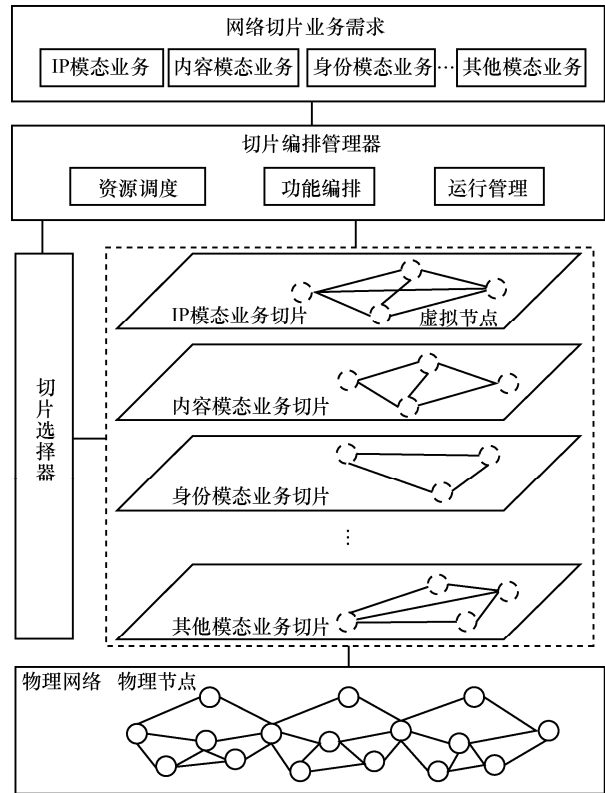 网络切片业务需求
IP模态业务 内容模态业务 身份模态业务 … 其他模态业务
切片编排管理器
资源调度 功能编排 运行管理
切片选择器
IP模态业务切片 虚拟节点
内容模态业务切片
身份模态业务切片
⋮
其他模态业务切片
物理网络 物理节点